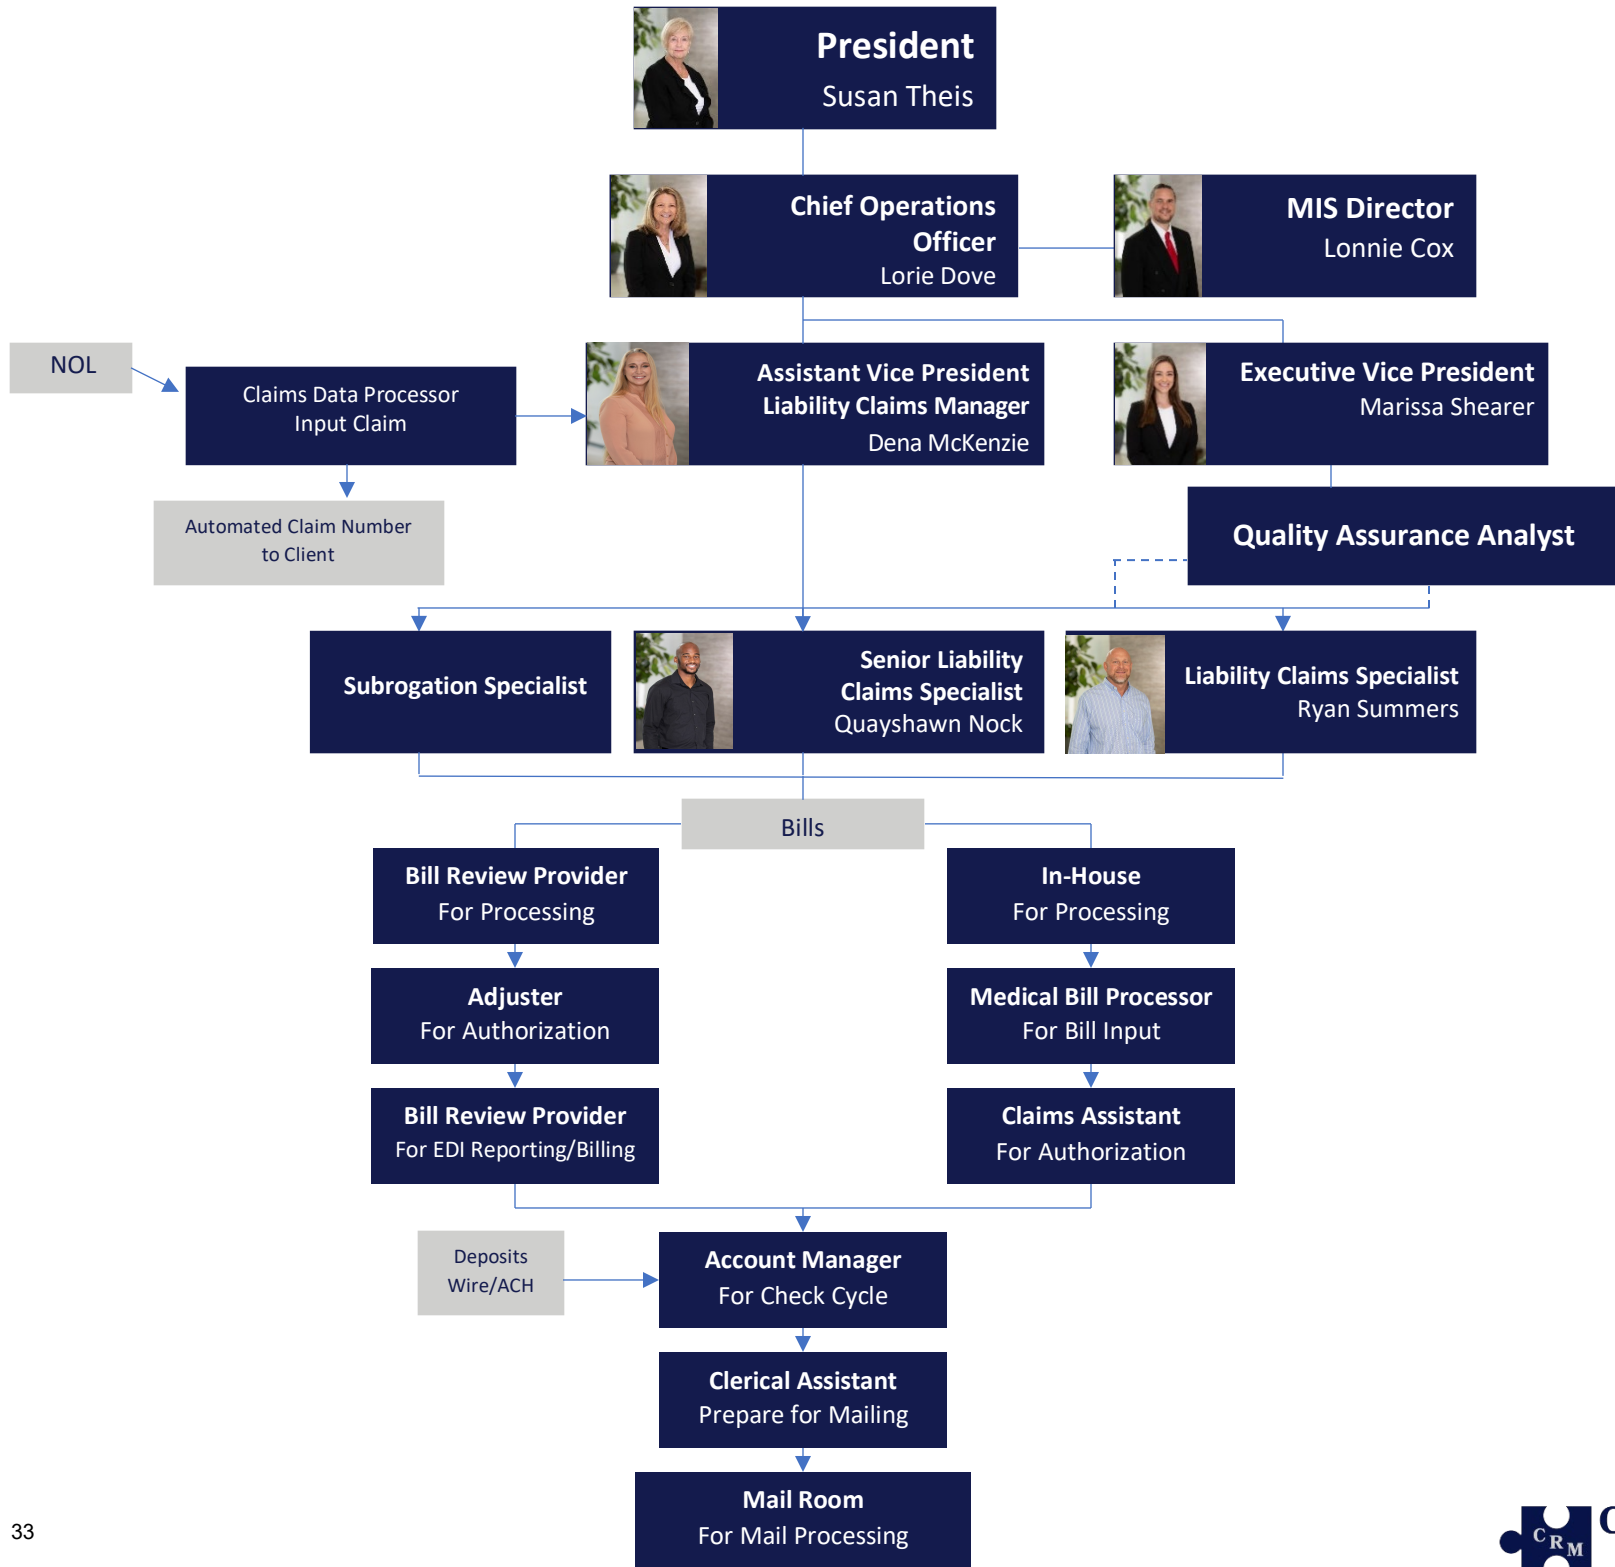 President
Susan Theis
Chief Operations
Officer
Lorie Dove
MIS Director
Lonnie Cox
NOL
Claims Data Processor
Input Claim
Assistant Vice President
Liability Claims Manager
Dena McKenzie
Executive Vice President
Marissa Shearer
Automated Claim Number
to Client
Quality Assurance Analyst
Subrogation Specialist
Senior Liability
Claims Specialist
Quayshawn Nock
Liability Claims Specialist
Ryan Summers
Bills
Bill Review Provider
For Processing
In-House
For Processing
Adjuster
For Authorization
Medical Bill Processor
For Bill Input
Bill Review Provider
For EDI Reporting/Billing
Claims Assistant
For Authorization
Deposits
Wire/ACH
Account Manager
For Check Cycle
Clerical Assistant
Prepare for Mailing
Mail Room
For Mail Processing
33
CRM